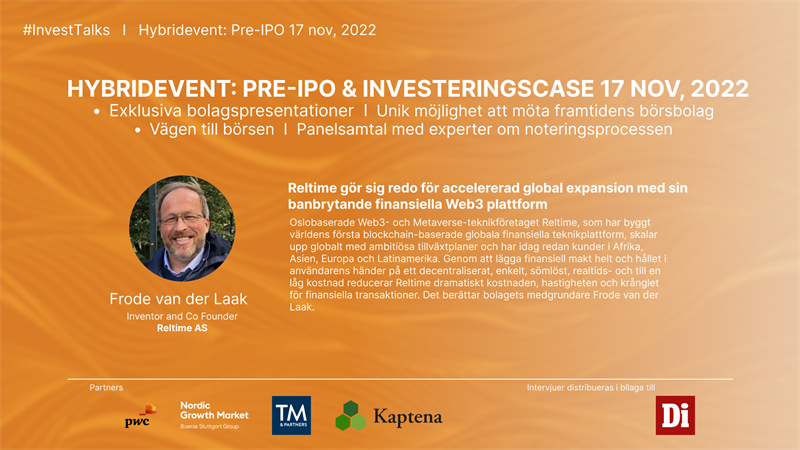 #InvestTalks I Hybridevent: Pre-IPO 17 nov, 2022
HYBRIDEVENT: PRE-IPO & INVESTERINGSCASE 17 NOV, 2022
• Exklusiva bolagspresentationer I Unik möjlighet att möta framtidens börsbolag
• Vägen till börsen I Panelsamtal med experter om noteringsprocessen
Reltime gör sig redo för accelererad global expansion med sin
banbrytande finansiella Web3 plattform
Oslobaserade Web3- och Metaverse-teknikföretaget Reltime, som har byggt
världens första blockchain-baserade globala finansiella teknikplattform, skalar
upp globalt med ambitiösa tillväxtplaner och har idag redan kunder i Afrika,
Asien, Europa och Latinamerika. Genom att lägga finansiell makt helt och hållet i
användarens händer på ett decentraliserat, enkelt, sömlöst, realtids- och till en
låg kostnad reducerar Reltime dramatiskt kostnaden, hastigheten och krånglet
för finansiella transaktioner. Det berättar bolagets medgrundare Frode van der
Laak.
Frode van der Laak
Inventor and Co Founder
Reltime AS
Partners
Intervjuer distribueras i bilaga till
pwc
Nordic
Growth Market
Boerse Stuttgart Group
TM
& PARTNERS
Kaptena
Di